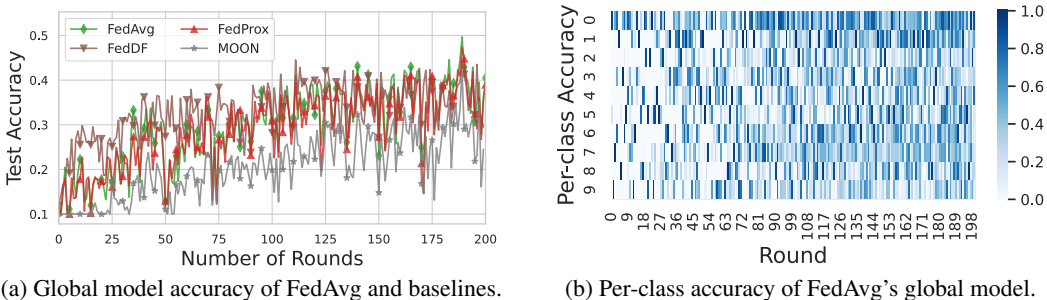 FedAvg
FedProx
FedDF
MOON
Test Accuracy
0.5
0.4
0.3
0.2
0.1
0 25 50 75 100 125 150 175 200
Number of Rounds
(a) Global model accuracy of FedAvg and baselines.
Per-class Accuracy
0 1 2 3 4 5 6 7 8 9
0 9 18 27 36 45 54 63 72 81 90 99 108 117 126 135 144 153 162 171 180 189 198
Round
1.0
0.8
0.6
0.4
0.2
0.0
(b) Per-class accuracy of FedAvg's global model.